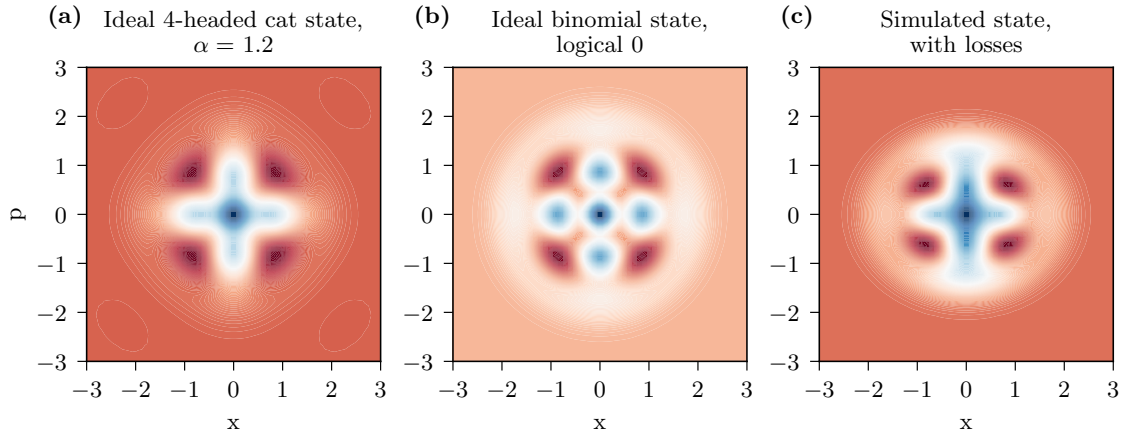 (a) Ideal 4-headed cat state,
α = 1.2
(b) Ideal binomial state,
logical 0
(c) Simulated state,
with losses
3
2
1
0
−1
−2
−3
p
−3 −2 −1 0 1 2 3
x
3
2
1
0
−1
−2
−3
−3 −2 −1 0 1 2 3
x
3
2
1
0
−1
−2
−3
−3 −2 −1 0 1 2 3
x